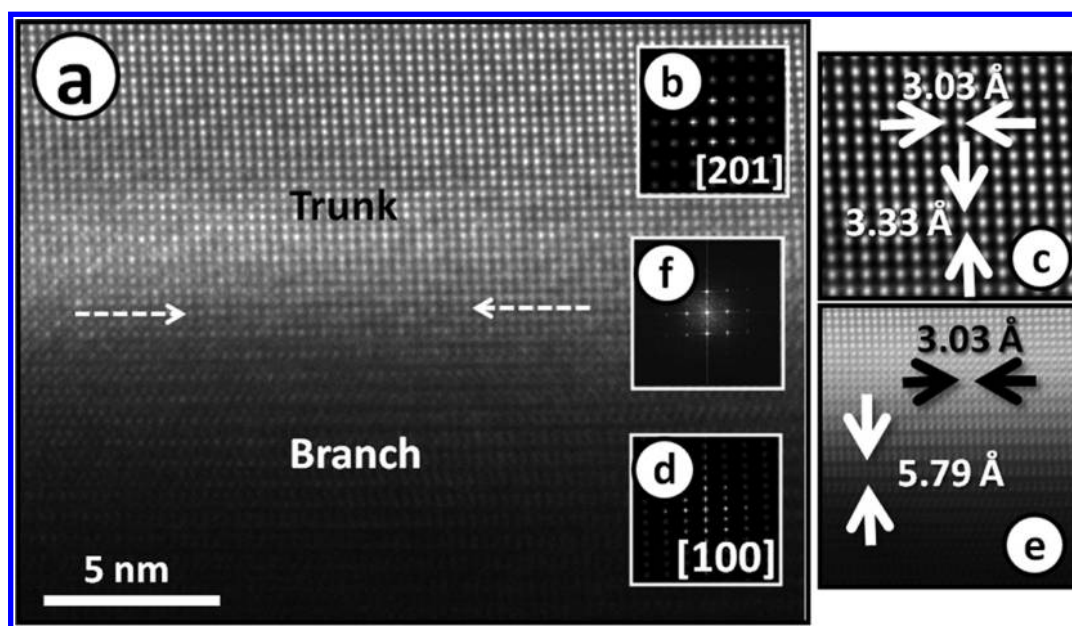 a
b
[201]
Trunk
f
Branch
d
[100]
5 nm
3.03 Å
3.33 Å
c
3.03 Å
5.79 Å
e